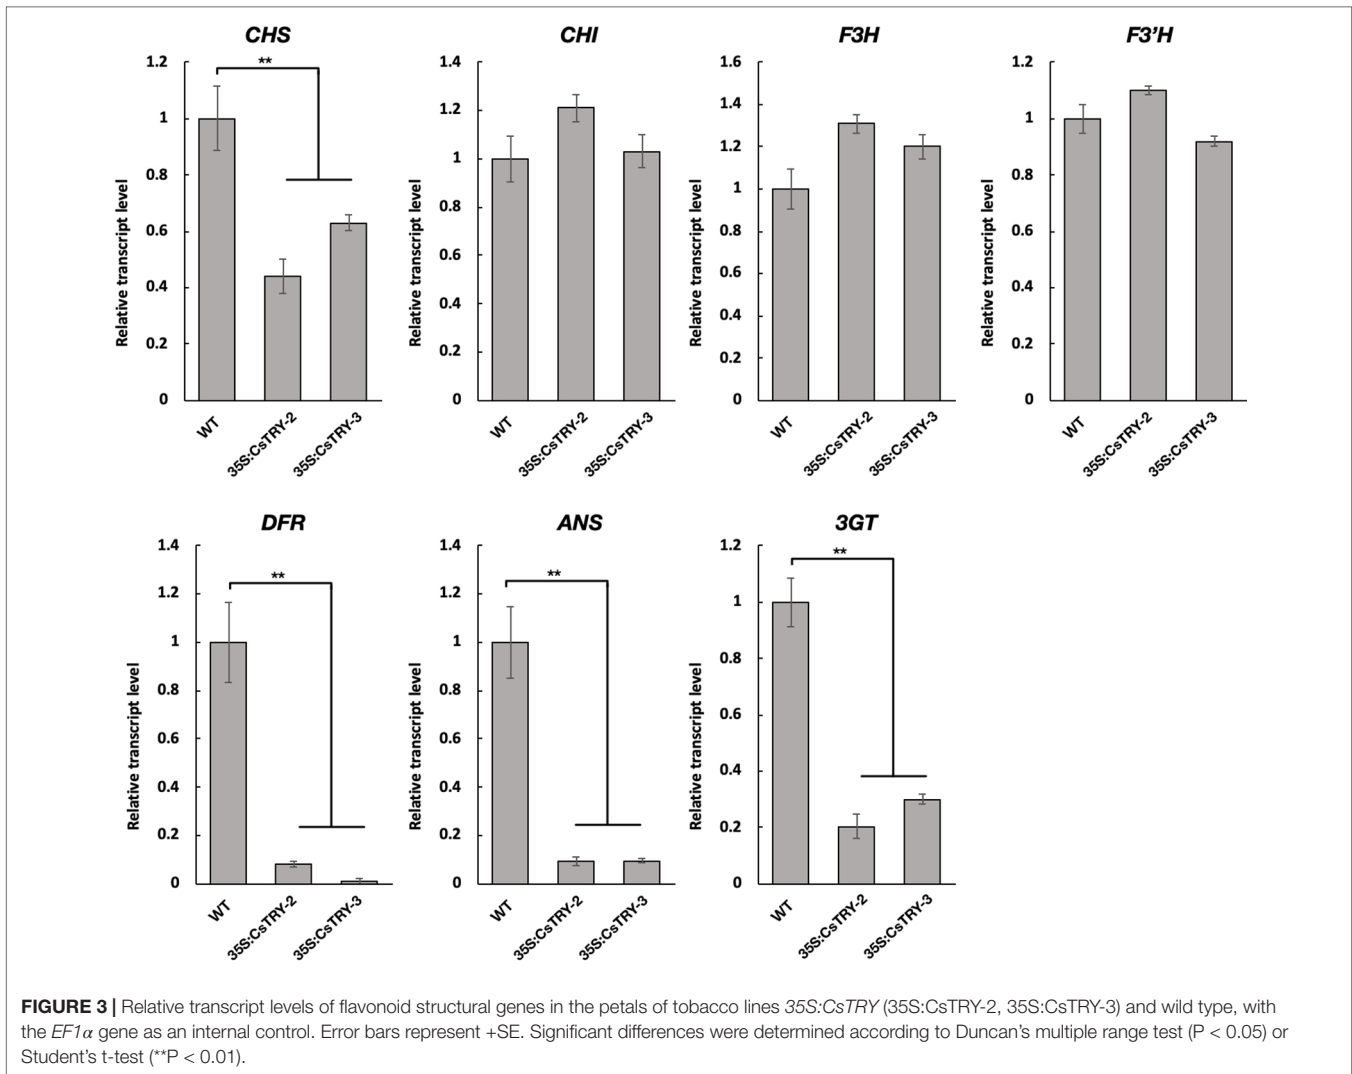 CHS
**
Relative transcript level
1.2
1
0.8
0.6
0.4
0.2
0
WT
35S:CsTRY-2
35S:CsTRY-3
CHI
Relative transcript level
1.4
1.2
1
0.8
0.6
0.4
0.2
0
WT
35S:CsTRY-2
35S:CsTRY-3
F3H
Relative transcript level
1.6
1.4
1.2
1
0.8
0.6
0.4
0.2
0
WT
35S:CsTRY-2
35S:CsTRY-3
F3'H
Relative transcript level
1.2
1
0.8
0.6
0.4
0.2
0
WT
35S:CsTRY-2
35S:CsTRY-3
DFR
**
Relative transcript level
1.4
1.2
1
0.8
0.6
0.4
0.2
0
WT
35S:CsTRY-2
35S:CsTRY-3
ANS
**
Relative transcript level
1.4
1.2
1
0.8
0.6
0.4
0.2
0
WT
35S:CsTRY-2
35S:CsTRY-3
3GT
**
Relative transcript level
1.2
1
0.8
0.6
0.4
0.2
0
WT
35S:CsTRY-2
35S:CsTRY-3
FIGURE 3 | Relative transcript levels of flavonoid structural genes in the petals of tobacco lines 35S:CsTRY (35S:CsTRY-2, 35S:CsTRY-3) and wild type, with
the EF1α gene as an internal control. Error bars represent +SE. Significant differences were determined according to Duncan's multiple range test (P < 0.05) or
Student's t-test (**P < 0.01).